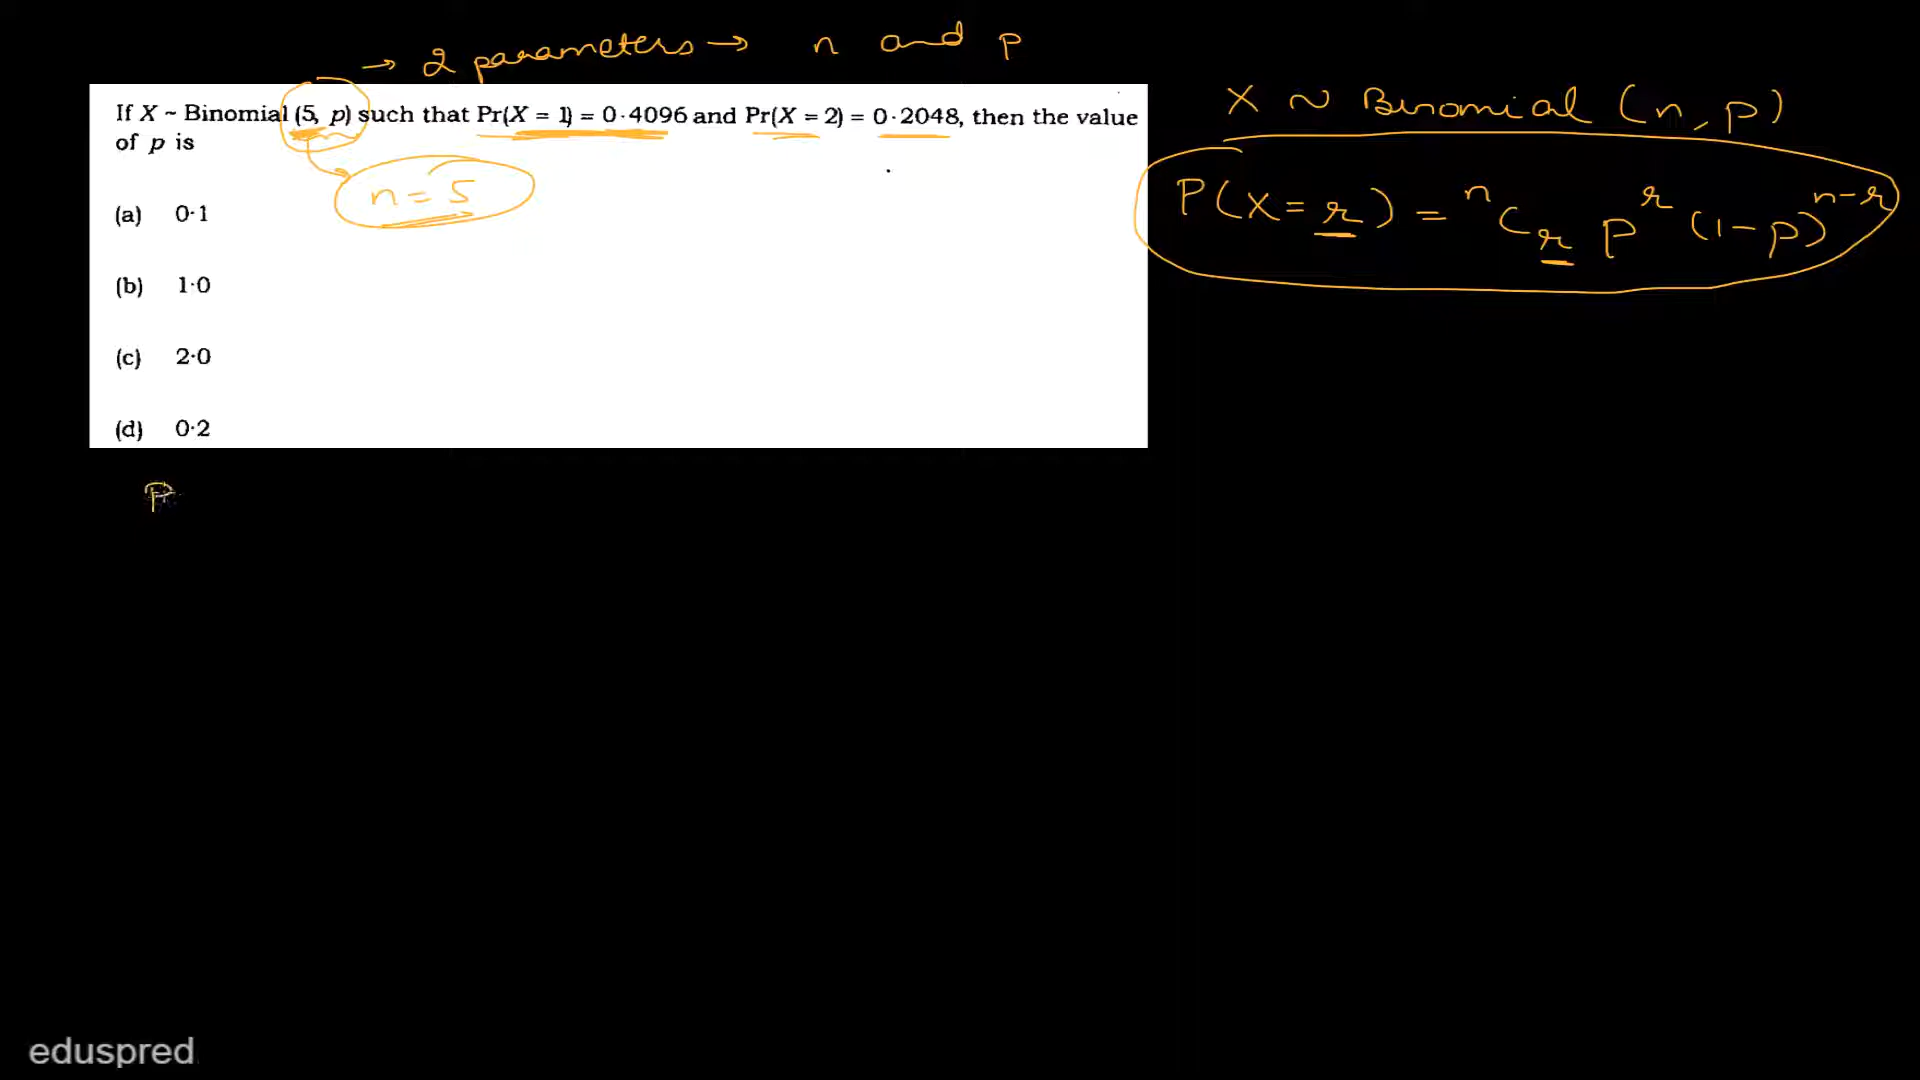 → 2 parameters → n and p
If X ~ Binomial (5, p) such that Pr(X = 1) = 0·4096 and Pr(X = 2) = 0·2048, then the value
of p is
n = 5
(a) 0·1
(b) 1·0
(c) 2·0
(d) 0·2
X ~ Binomial (n, p)
P(X = r) = ⁿCᵣ pʳ (1-p)ⁿ⁻ʳ
P
eduspred